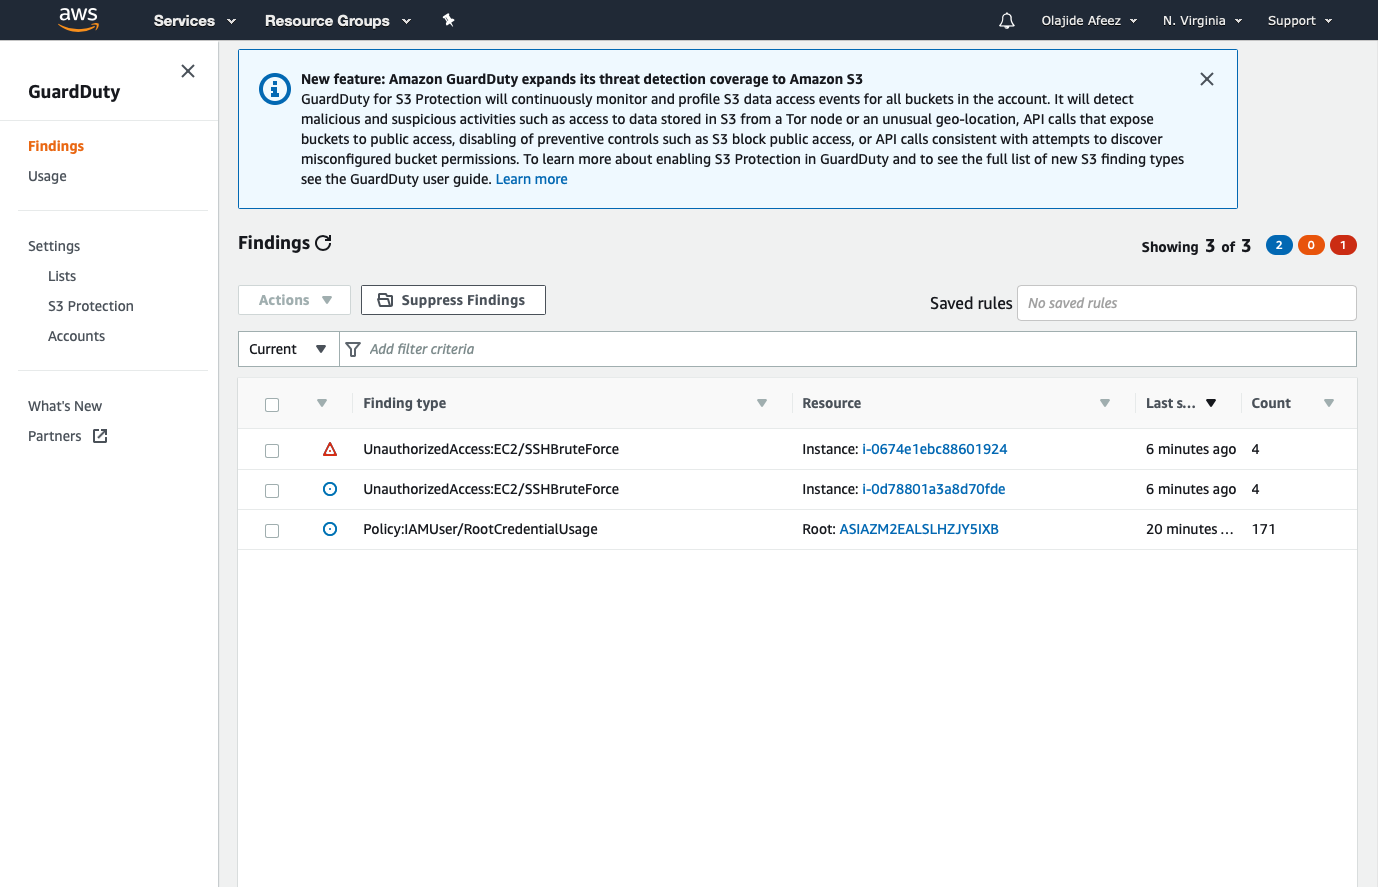 aws Services Resource Groups Olajide Afeez N. Virginia Support
GuardDuty
Findings
Usage
Settings
Lists
S3 Protection
Accounts
What's New
Partners
New feature: Amazon GuardDuty expands its threat detection coverage to Amazon S3
GuardDuty for S3 Protection will continuously monitor and profile S3 data access events for all buckets in the account. It will detect
malicious and suspicious activities such as access to data stored in S3 from a Tor node or an unusual geo-location, API calls that expose
buckets to public access, disabling of preventive controls such as S3 block public access, or API calls consistent with attempts to discover
misconfigured bucket permissions. To learn more about enabling S3 Protection in GuardDuty and to see the full list of new S3 finding types
see the GuardDuty user guide. Learn more
Findings Showing 3 of 3 2 0 1
Actions Suppress Findings Saved rules No saved rules
Current Add filter criteria
Finding type Resource Last s... Count
UnauthorizedAccess:EC2/SSHBruteForce Instance: i-0674e1ebc88601924 6 minutes ago 4
UnauthorizedAccess:EC2/SSHBruteForce Instance: i-0d78801a3a8d70fde 6 minutes ago 4
Policy:IAMUser/RootCredentialUsage Root: ASIAZM2EALSLHZJY5IXB 20 minutes ... 171